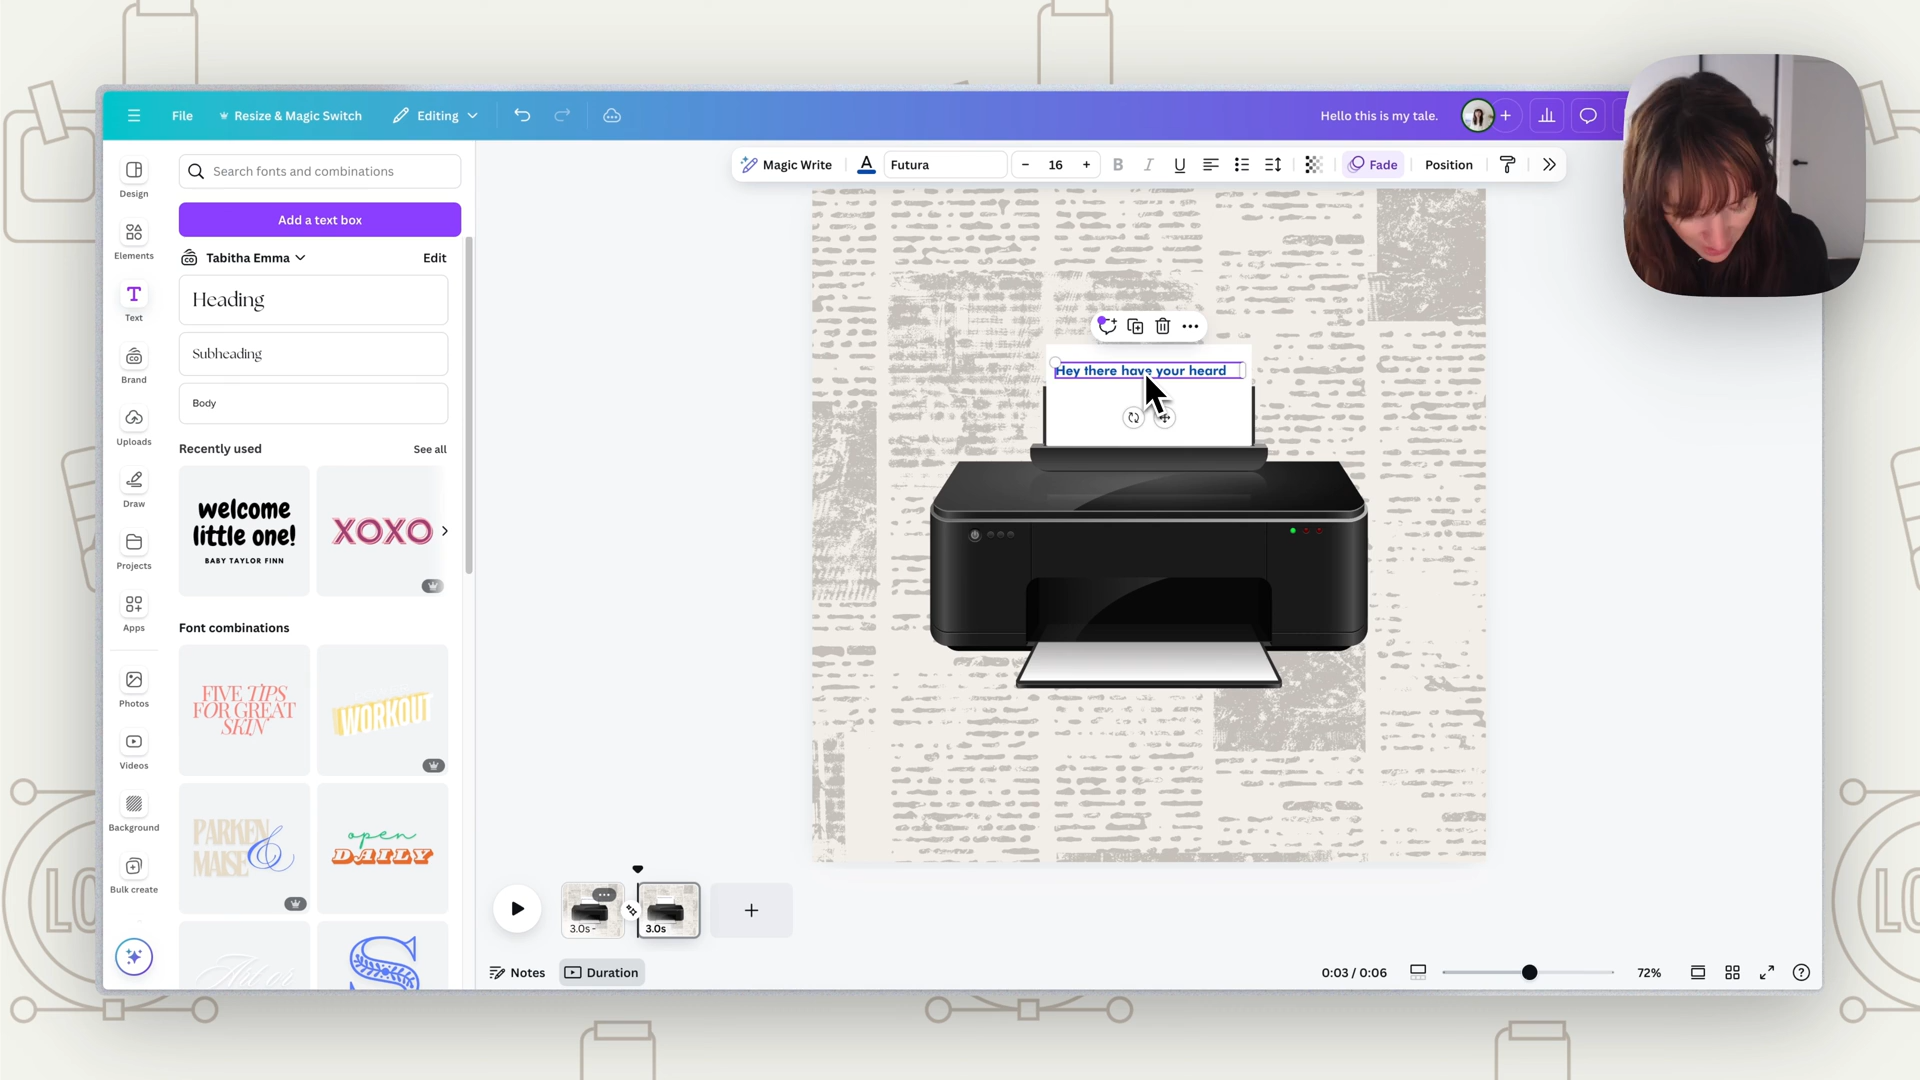 File
Resize & Magic Switch
Editing
Hello this is my tale.
Magic Write
A
Futura
- 16 +
B
I
U
Fade
Position
Design
Elements
Text
Brand
Uploads
Draw
Projects
Apps
Photos
Videos
Background
Bulk create
Search fonts and combinations
Add a text box
Tabitha Emma
Edit
Heading
Subheading
Body
Recently used
See all
welcome
little one!
BABY TAYLOR FINN
XOXO
Font combinations
FIVE TIPS
FOR GREAT
SKIN
WORKOUT
PARKER
MAISE
&
open
DAILY
S
Hey there have your heard
3.0s
3.0s
Notes
Duration
0:03 / 0:06
72%
LO
LO